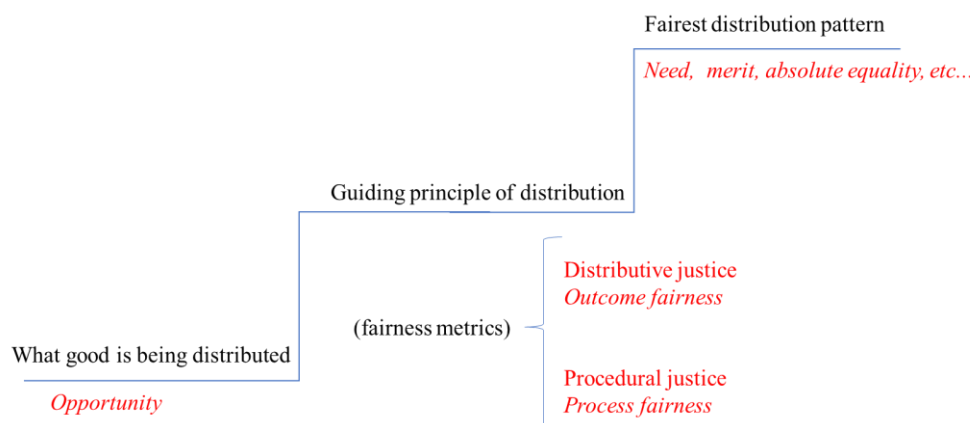 Fairest distribution pattern
Need, merit, absolute equality, etc...
Guiding principle of distribution
Distributive justice
Outcome fairness
(fairness metrics)
What good is being distributed
Procedural justice
Opportunity
Process fairness